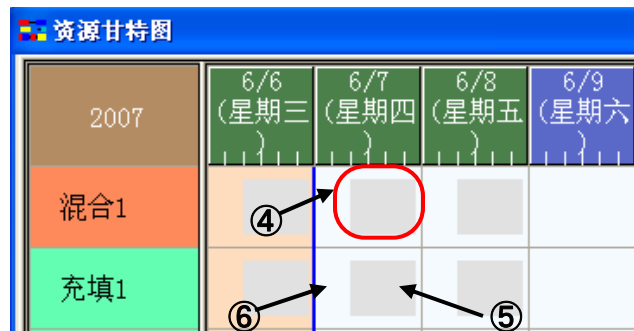 资源甘特图
2007
6/6
(星期三
)
6/7
(星期四
)
6/8
(星期五
)
6/9
(星期六
)
混合1
④
充填1
⑥
⑤